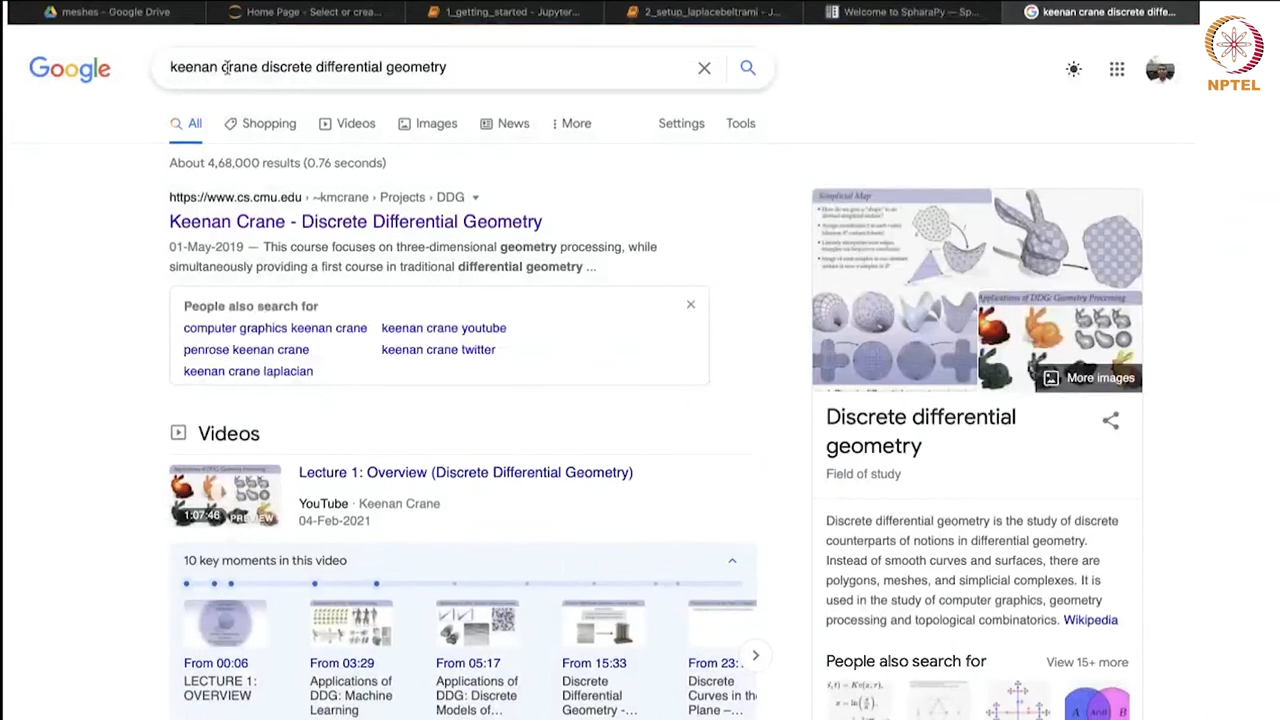 meshes – Google Drive
Home Page - Select or crea...
1_getting_started - Jupyter...
2_setup_laplacebeltrami - J...
Welcome to SpharaPy — Sp...
keenan crane discrete diffe...
NPTEL
Google
keenan crane discrete differential geometry
All
Shopping
Videos
Images
News
More
Settings
Tools
About 4,68,000 results (0.76 seconds)
https://www.cs.cmu.edu › ~kmcrane › Projects › DDG
Keenan Crane - Discrete Differential Geometry
01-May-2019 — This course focuses on three-dimensional geometry processing, while
simultaneously providing a first course in traditional differential geometry ...
People also search for
computer graphics keenan crane
keenan crane youtube
penrose keenan crane
keenan crane twitter
keenan crane laplacian
Videos
Lecture 1: Overview (Discrete Differential Geometry)
1:07:46
PREVIEW
YouTube · Keenan Crane
04-Feb-2021
10 key moments in this video
From 00:06
LECTURE 1:
OVERVIEW
From 03:29
Applications of
DDG: Machine
Learning
From 05:17
Applications of
DDG: Discrete
Models of...
From 15:33
Discrete
Differential
Geometry -...
From 23:
Discrete
Curves in the
Plane –...
Simplicial Map
Applications of DDG: Geometry Processing
More images
Discrete differential
geometry
Field of study
Discrete differential geometry is the study of discrete
counterparts of notions in differential geometry.
Instead of smooth curves and surfaces, there are
polygons, meshes, and simplicial complexes. It is
used in the study of computer graphics, geometry
processing and topological combinatorics. Wikipedia
People also search for
View 15+ more
A
A∩B
B